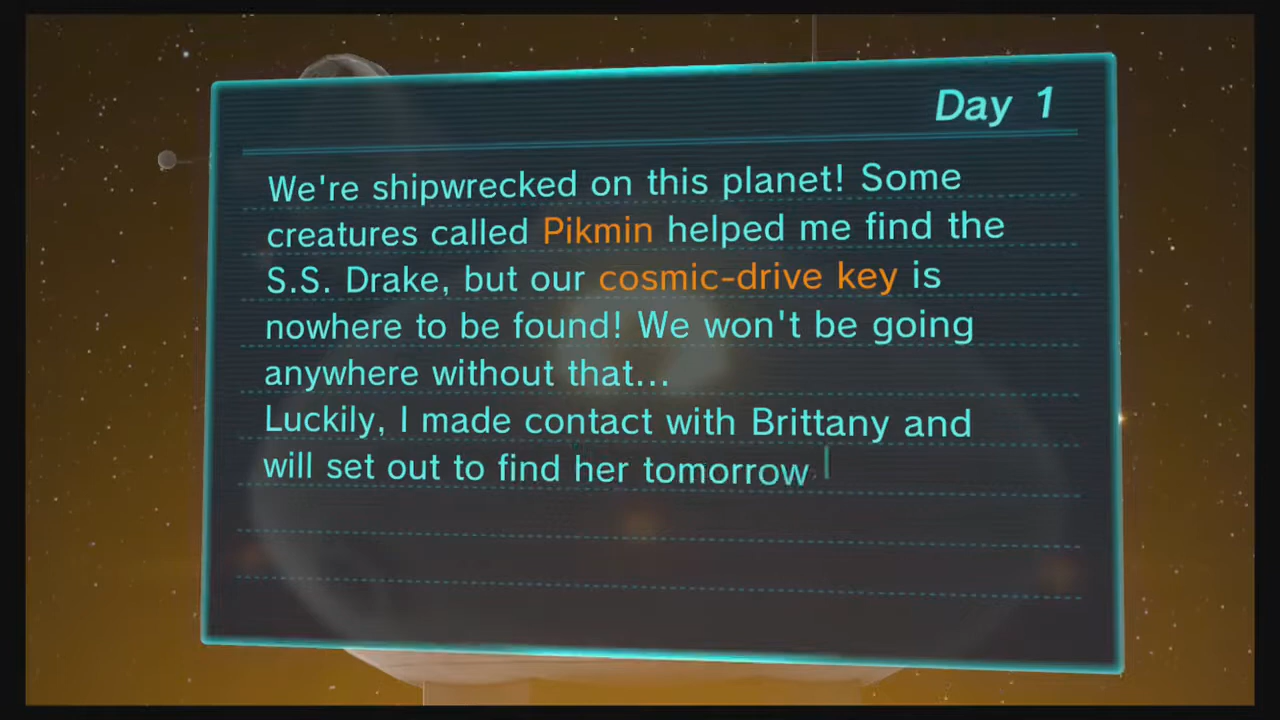 Day 1
We're shipwrecked on this planet! Some
creatures called Pikmin helped me find the
S.S. Drake, but our cosmic-drive key is
nowhere to be found! We won't be going
anywhere without that...
Luckily, I made contact with Brittany and
will set out to find her tomorrow